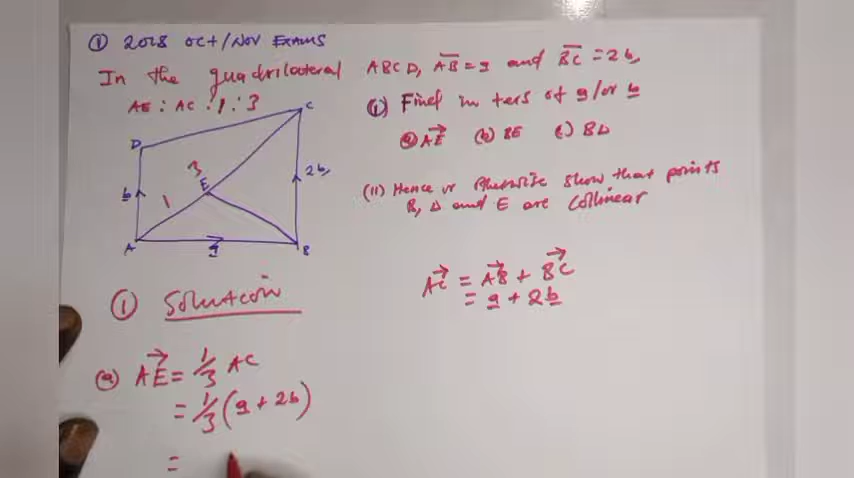 ① 2018 OCT/NOV EXAMS
In the quadrilateral ABCD, AB = a and BC = 2b,
AE : AC : 1 : 3
(i) Find in ters of a/or b
(a) AE (b) BE (c) BD
(ii) Hence or Otherwise show that points
B, D and E are collinear
C
D
3
E
2b,
b
1
A
a
B
AC = AB + BC
= a + 2b
① Solution
(a) AE = 1/3 AC
= 1/3 (a + 2b)
=